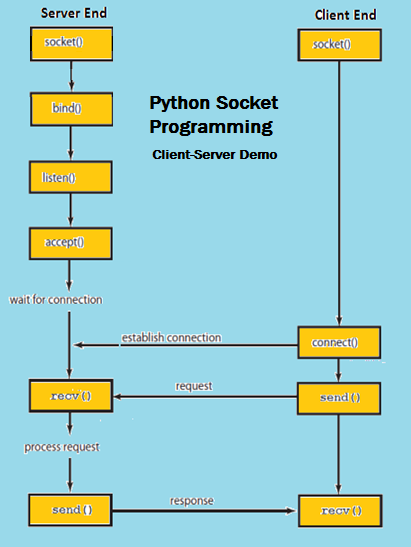 Server End
Client End
socket()
socket()
Python Socket
Programming
Client-Server Demo
bind()
listen()
accept()
wait for connection
establish connection
connect()
request
recv()
send()
process request
response
send()
recv()